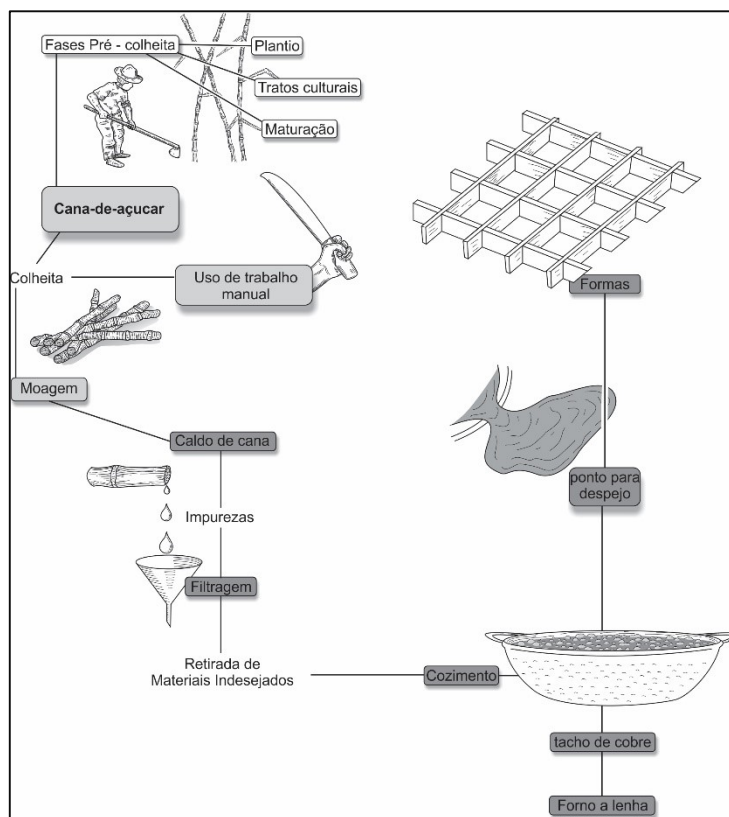 Fases Pré - colheita
Plantio
Tratos culturais
Maturação
Cana-de-açucar
Colheita
Uso de trabalho
manual
Moagem
Caldo de cana
Impurezas
Filtragem
Retirada de
Materiais Indesejados
Cozimento
Formas
ponto para
despejo
tacho de cobre
Forno a lenha